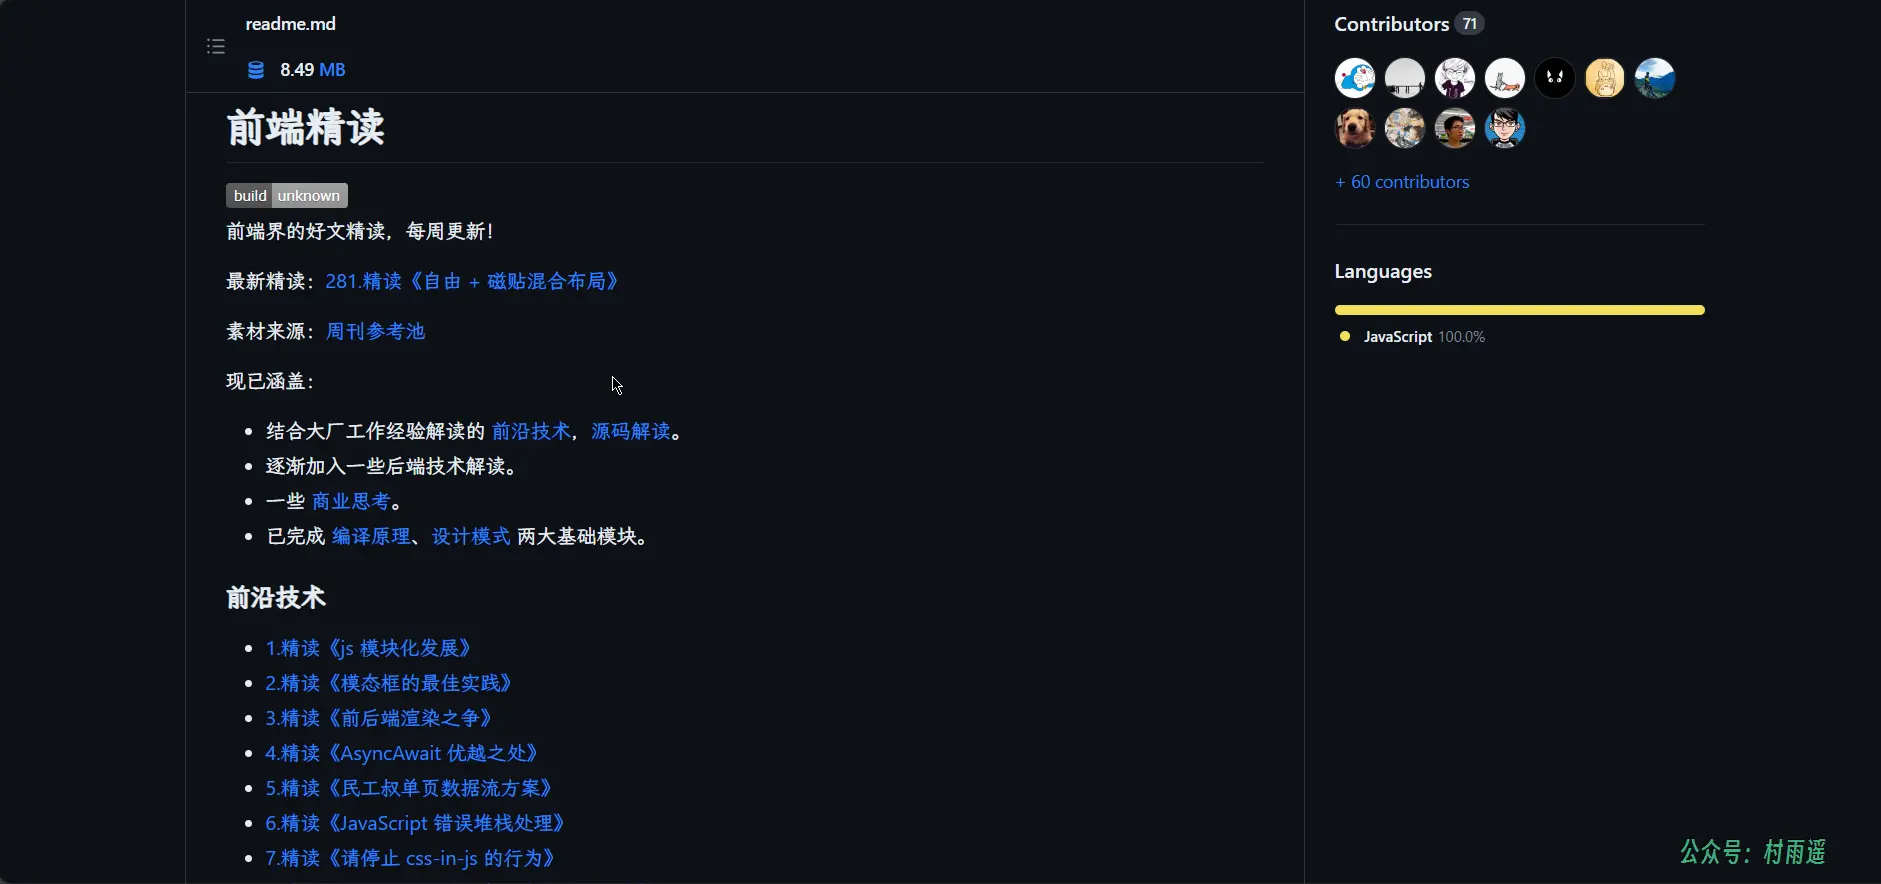 readme.md
8.49 MB
前端精读
build unknown
前端界的好文精读，每周更新！
最新精读：281.精读《自由 + 磁贴混合布局》
素材来源：周刊参考池
现已涵盖：
结合大厂工作经验解读的 前沿技术，源码解读。
逐渐加入一些后端技术解读。
一些 商业思考。
已完成 编译原理、设计模式 两大基础模块。
前沿技术
1.精读《js 模块化发展》
2.精读《模态框的最佳实践》
3.精读《前后端渲染之争》
4.精读《AsyncAwait 优越之处》
5.精读《民工叔单页数据流方案》
6.精读《JavaScript 错误堆栈处理》
7.精读《请停止 css-in-js 的行为》
Contributors 71
+ 60 contributors
Languages
JavaScript 100.0%
公众号：村雨遥